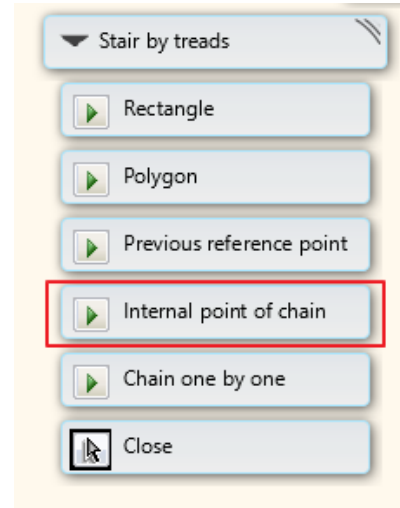 Stair by treads
Rectangle
Polygon
Previous reference point
Internal point of chain
Chain one by one
Close